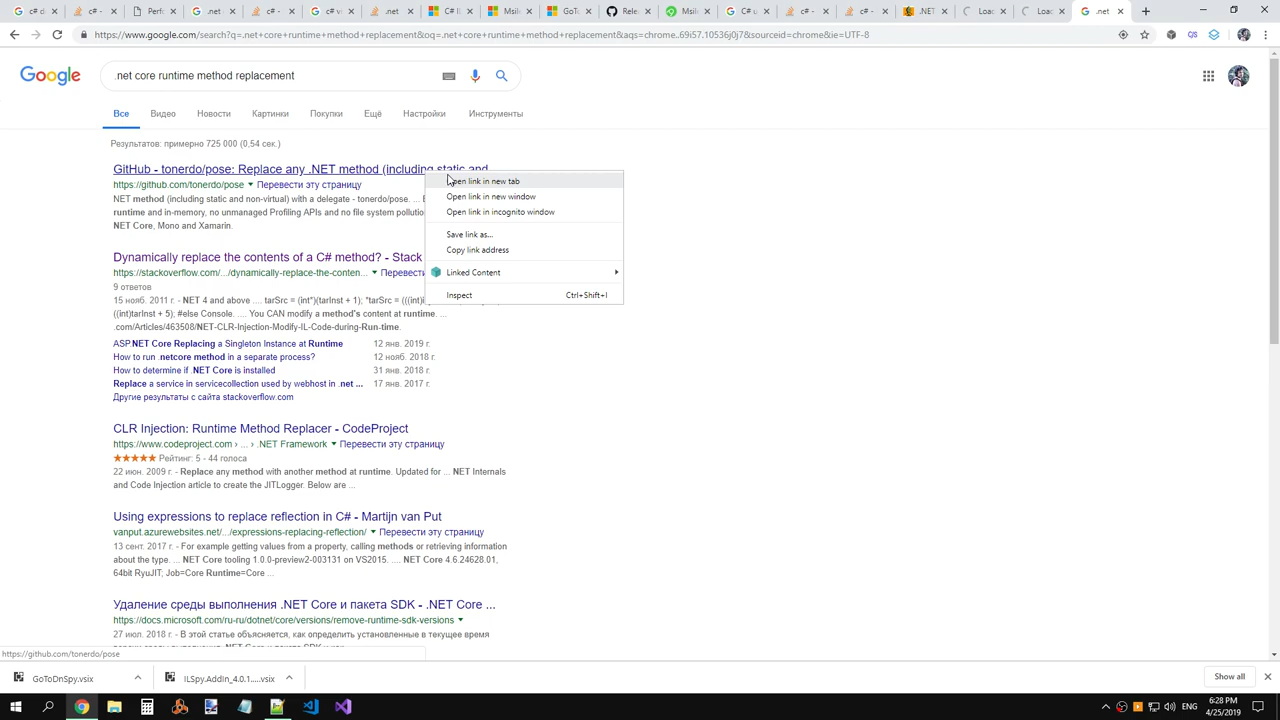 C# d
C# d
.net
C# —
C# v
.net
C# IL
Msil
GoTo
Rele
Msil
C# u
C# —
C# —
.NET
Load
Load
.net
https://www.google.com/search?q=.net+core+runtime+method+replacement&oq=.net+core+runtime+method+replacement&aqs=chrome..69i57.10536j0j7&sourceid=chrome&ie=UTF-8
Google
.net core runtime method replacement
Все Видео Новости Картинки Покупки Ещё Настройки Инструменты
Результатов: примерно 725 000 (0,54 сек.)
GitHub - tonerdo/pose: Replace any .NET method (including static and
https://github.com/tonerdo/pose Перевести эту страницу
NET method (including static and non-virtual) with a delegate - tonerdo/pose. ... E
runtime and in-memory, no unmanaged Profiling APIs and no file system pollution
NET Core, Mono and Xamarin.
Open link in new tab
Open link in new window
Open link in incognito window
Save link as...
Copy link address
Linked Content
Inspect Ctrl+Shift+I
Dynamically replace the contents of a C# method? - Stack
https://stackoverflow.com/.../dynamically-replace-the-conten... Перевести
9 ответов
15 нояб. 2011 г. - NET 4 and above .... tarSrc = (int*)(tarInst + 1); *tarSrc = (((int)i
((int)tarInst + 5); #else Console. .... You CAN modify a method's content at runtime. ...
.com/Articles/463508/NET-CLR-Injection-Modify-IL-Code-during-Run-time.
ASP.NET Core Replacing a Singleton Instance at Runtime 12 янв. 2019 г.
How to run .netcore method in a separate process? 12 нояб. 2018 г.
How to determine if .NET Core is installed 31 янв. 2018 г.
Replace a service in servicecollection used by webhost in .net ... 17 янв. 2017 г.
Другие результаты с сайта stackoverflow.com
CLR Injection: Runtime Method Replacer - CodeProject
https://www.codeproject.com › ... › .NET Framework Перевести эту страницу
Рейтинг: 5 - 44 голоса
22 июн. 2009 г. - Replace any method with another method at runtime. Updated for ... NET Internals
and Code Injection article to create the JITLogger. Below are ...
Using expressions to replace reflection in C# - Martijn van Put
vanput.azurewebsites.net/.../expressions-replacing-reflection/ Перевести эту страницу
13 сент. 2017 г. - For example getting values from a property, calling methods or retrieving information
about the type. ... NET Core tooling 1.0.0-preview2-003131 on VS2015. .... NET Core 4.6.24628.01,
64bit RyuJIT; Job=Core Runtime=Core ...
Удаление среды выполнения .NET Core и пакета SDK - .NET Core ...
https://docs.microsoft.com/ru-ru/dotnet/core/versions/remove-runtime-sdk-versions
27 июл. 2018 г. - В этой статье объясняется, как определить установленные в текущее время
https://github.com/tonerdo/pose
GoToDnSpy.vsix
ILSpy.AddIn_4.0.1.....vsix
Show all
ENG
6:28 PM
4/25/2019